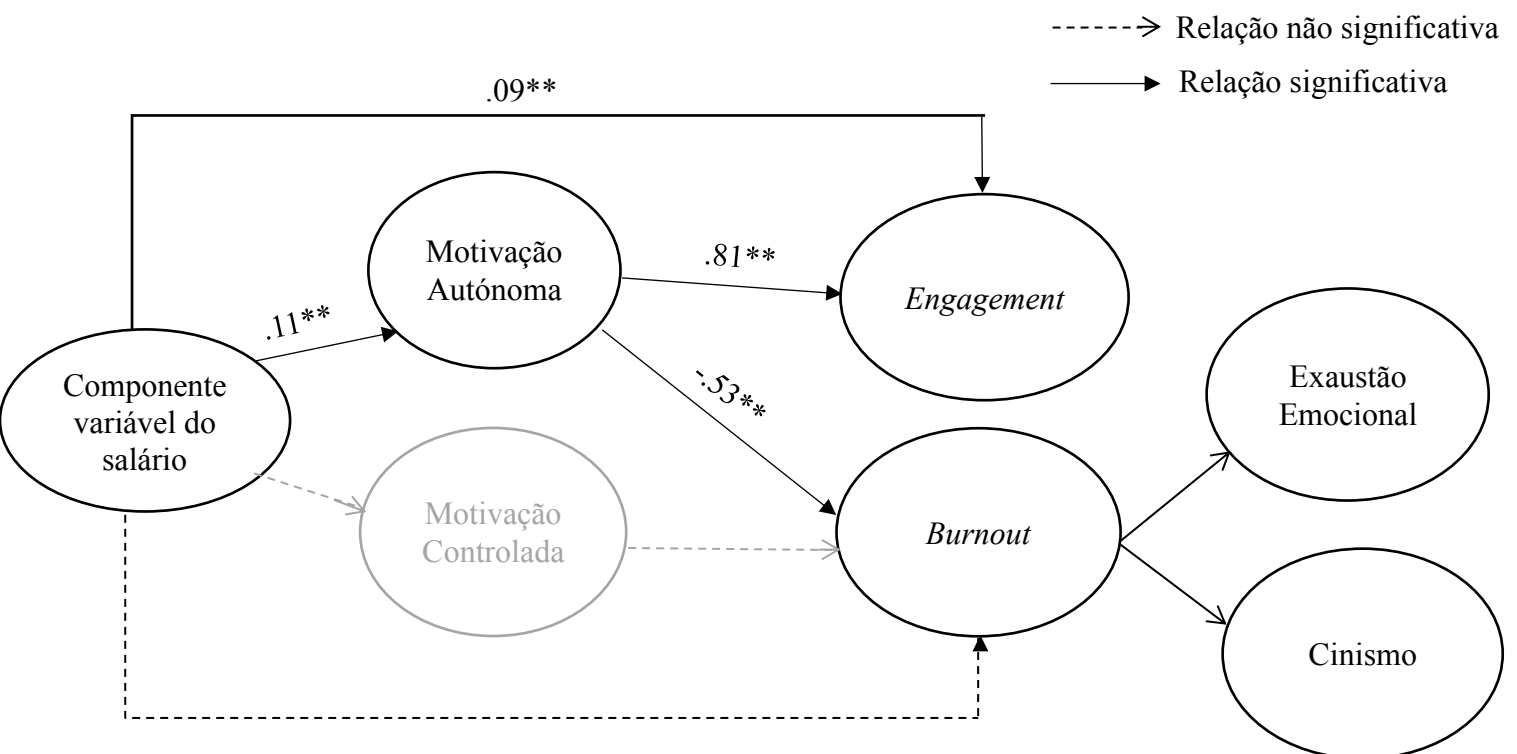 Relação não significativa
Relação significativa
.09**
Motivação
Autónoma
.81**
Engagement
.11**
-.53**
Componente
variável do
salário
Exaustão
Emocional
Motivação
Controlada
Burnout
Cinismo